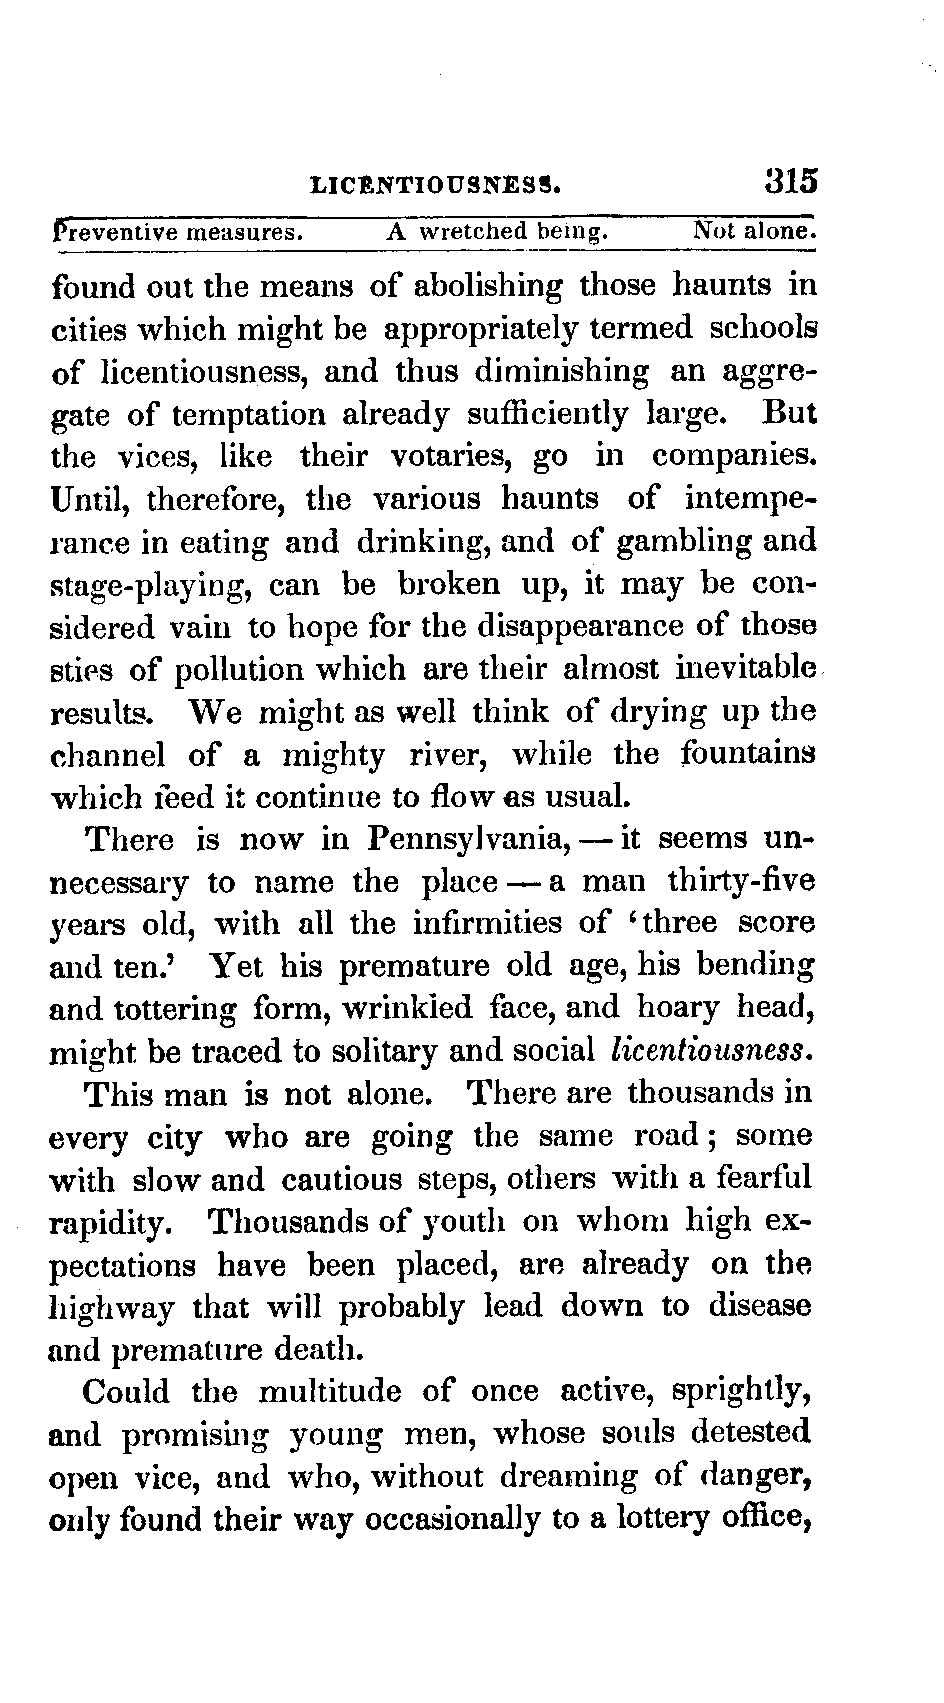 LICENTIOUSNESS. 315
Preventive measures. A wretched being. Not alone.
found out the means of abolishing those haunts in
cities which might be appropriately termed schools
of licentiousness, and thus diminishing an aggre-
gate of temptation already sufficiently large. But
the vices, like their votaries, go in companies.
Until, therefore, the various haunts of intempe-
rance in eating and drinking, and of gambling and
stage-playing, can be broken up, it may be con-
sidered vain to hope for the disappearance of those
sties of pollution which are their almost inevitable
results. We might as well think of drying up the
channel of a mighty river, while the fountains
which feed it continue to flow as usual.
There is now in Pennsylvania, — it seems un-
necessary to name the place — a man thirty-five
years old, with all the infirmities of ‘three score
and ten.’ Yet his premature old age, his bending
and tottering form, wrinkled face, and hoary head,
might be traced to solitary and social licentiousness.
This man is not alone. There are thousands in
every city who are going the same road; some
with slow and cautious steps, others with a fearful
rapidity. Thousands of youth on whom high ex-
pectations have been placed, are already on the
highway that will probably lead down to disease
and premature death.
Could the multitude of once active, sprightly,
and promising young men, whose souls detested
open vice, and who, without dreaming of danger,
only found their way occasionally to a lottery office,